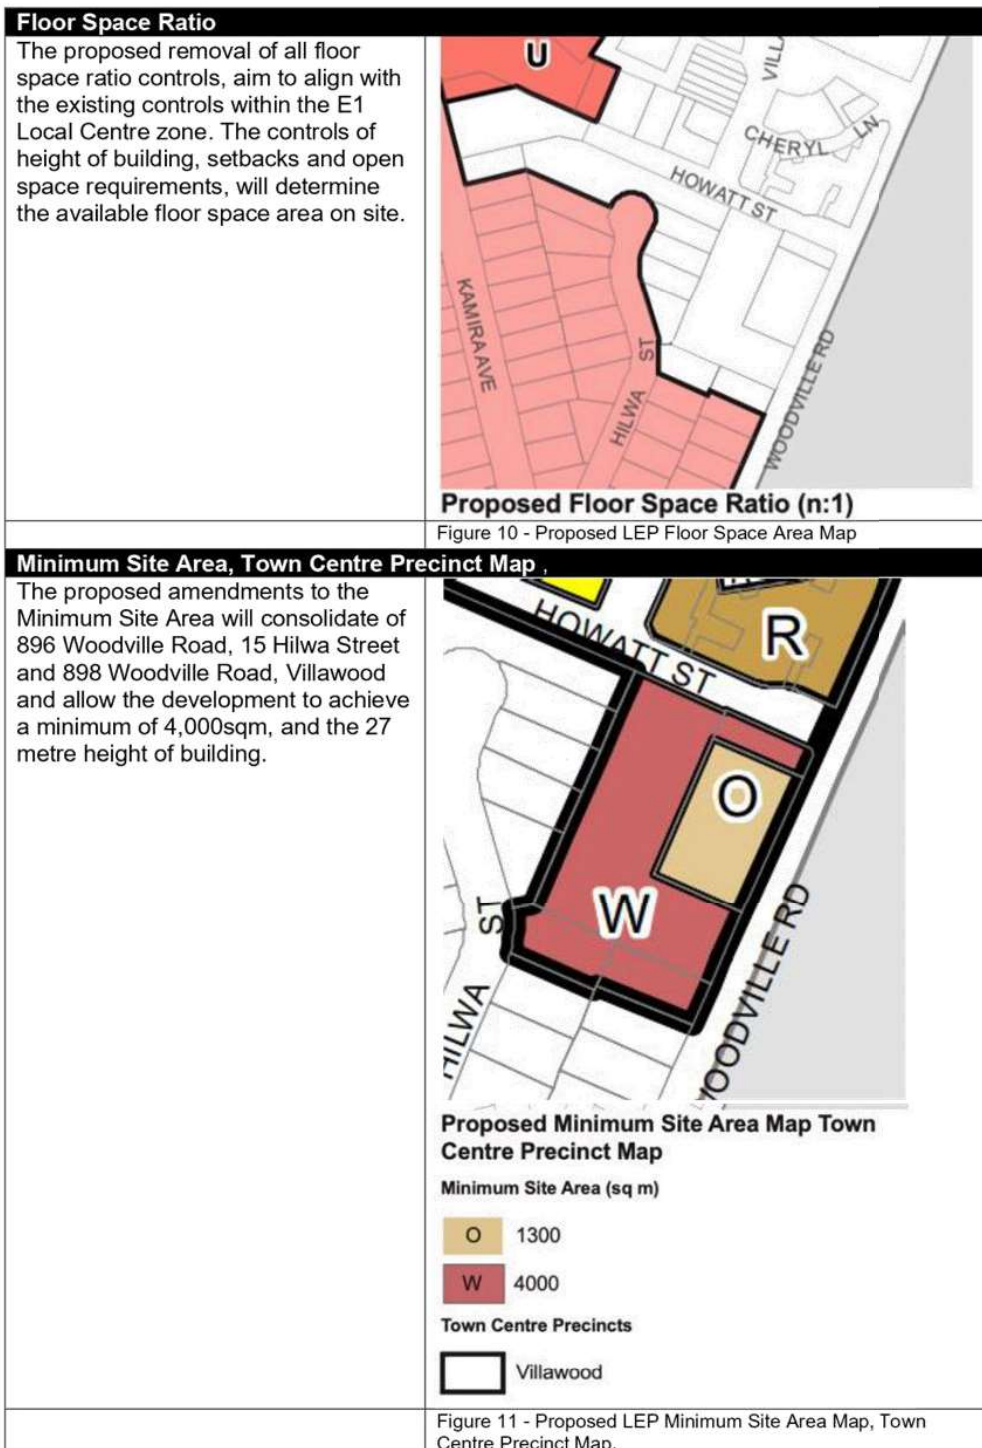 Floor Space Ratio
The proposed removal of all floor
space ratio controls, aim to align with
the existing controls within the E1
Local Centre zone. The controls of
height of building, setbacks and open
space requirements, will determine
the available floor space area on site.
U
VILLA
CHERYL LN
HOWATT ST
KAMIRA AVE
HILWA ST
WOODVILLE RD
Proposed Floor Space Ratio (n:1)
Figure 10 - Proposed LEP Floor Space Area Map
Minimum Site Area, Town Centre Precinct Map ,
The proposed amendments to the
Minimum Site Area will consolidate of
896 Woodville Road, 15 Hilwa Street
and 898 Woodville Road, Villawood
and allow the development to achieve
a minimum of 4,000sqm, and the 27
metre height of building.
HOWATT ST
R
O
W
HILWA ST
WOODVILLE RD
Proposed Minimum Site Area Map Town
Centre Precinct Map
Minimum Site Area (sq m)
O 1300
W 4000
Town Centre Precincts
Villawood
Figure 11 - Proposed LEP Minimum Site Area Map, Town
Centre Precinct Map.